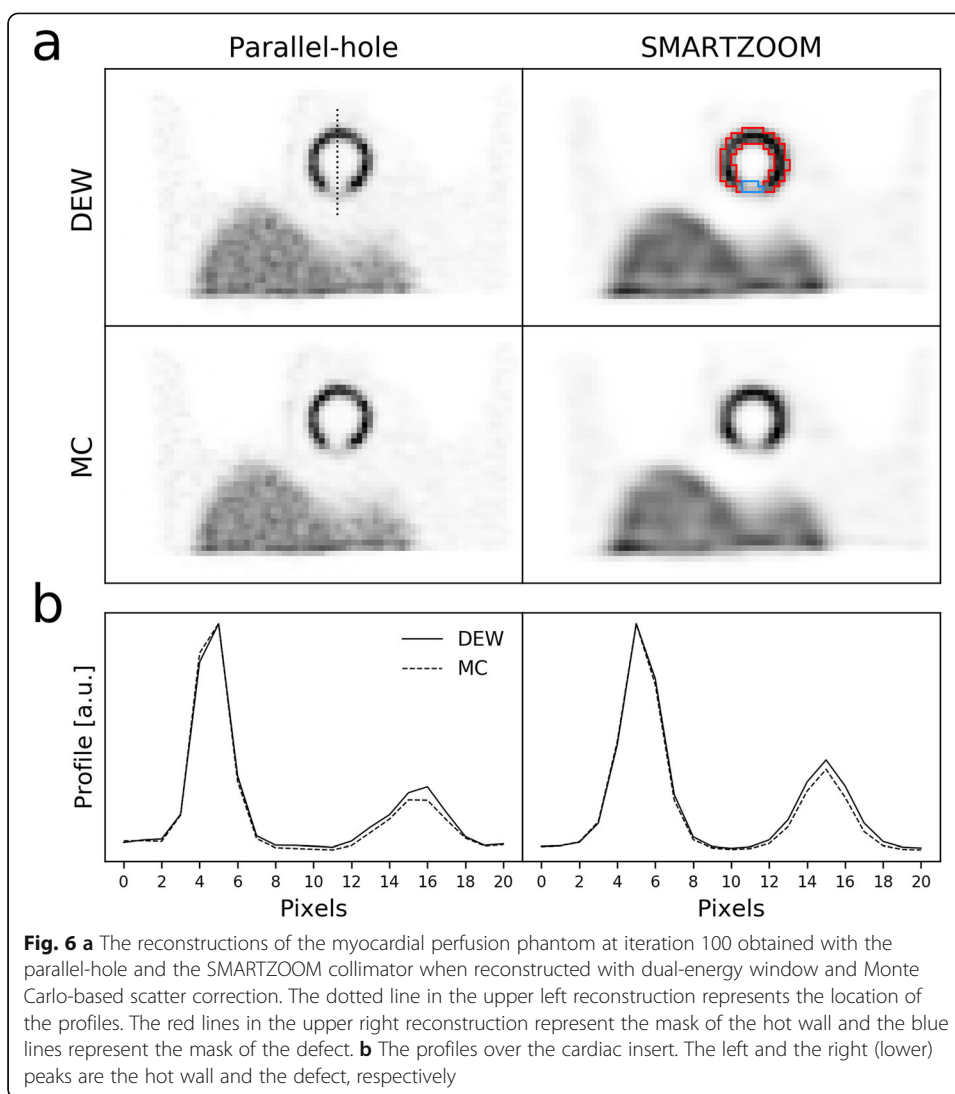 a
Parallel-hole
SMARTZOOM
DEW
MC
b
DEW
MC
Profile [a.u.]
0 2 4 6 8 10 12 14 16 18 20
0 2 4 6 8 10 12 14 16 18 20
Pixels
Pixels
Fig. 6 a The reconstructions of the myocardial perfusion phantom at iteration 100 obtained with the
parallel-hole and the SMARTZOOM collimator when reconstructed with dual-energy window and Monte
Carlo-based scatter correction. The dotted line in the upper left reconstruction represents the location of
the profiles. The red lines in the upper right reconstruction represent the mask of the hot wall and the blue
lines represent the mask of the defect. b The profiles over the cardiac insert. The left and the right (lower)
peaks are the hot wall and the defect, respectively